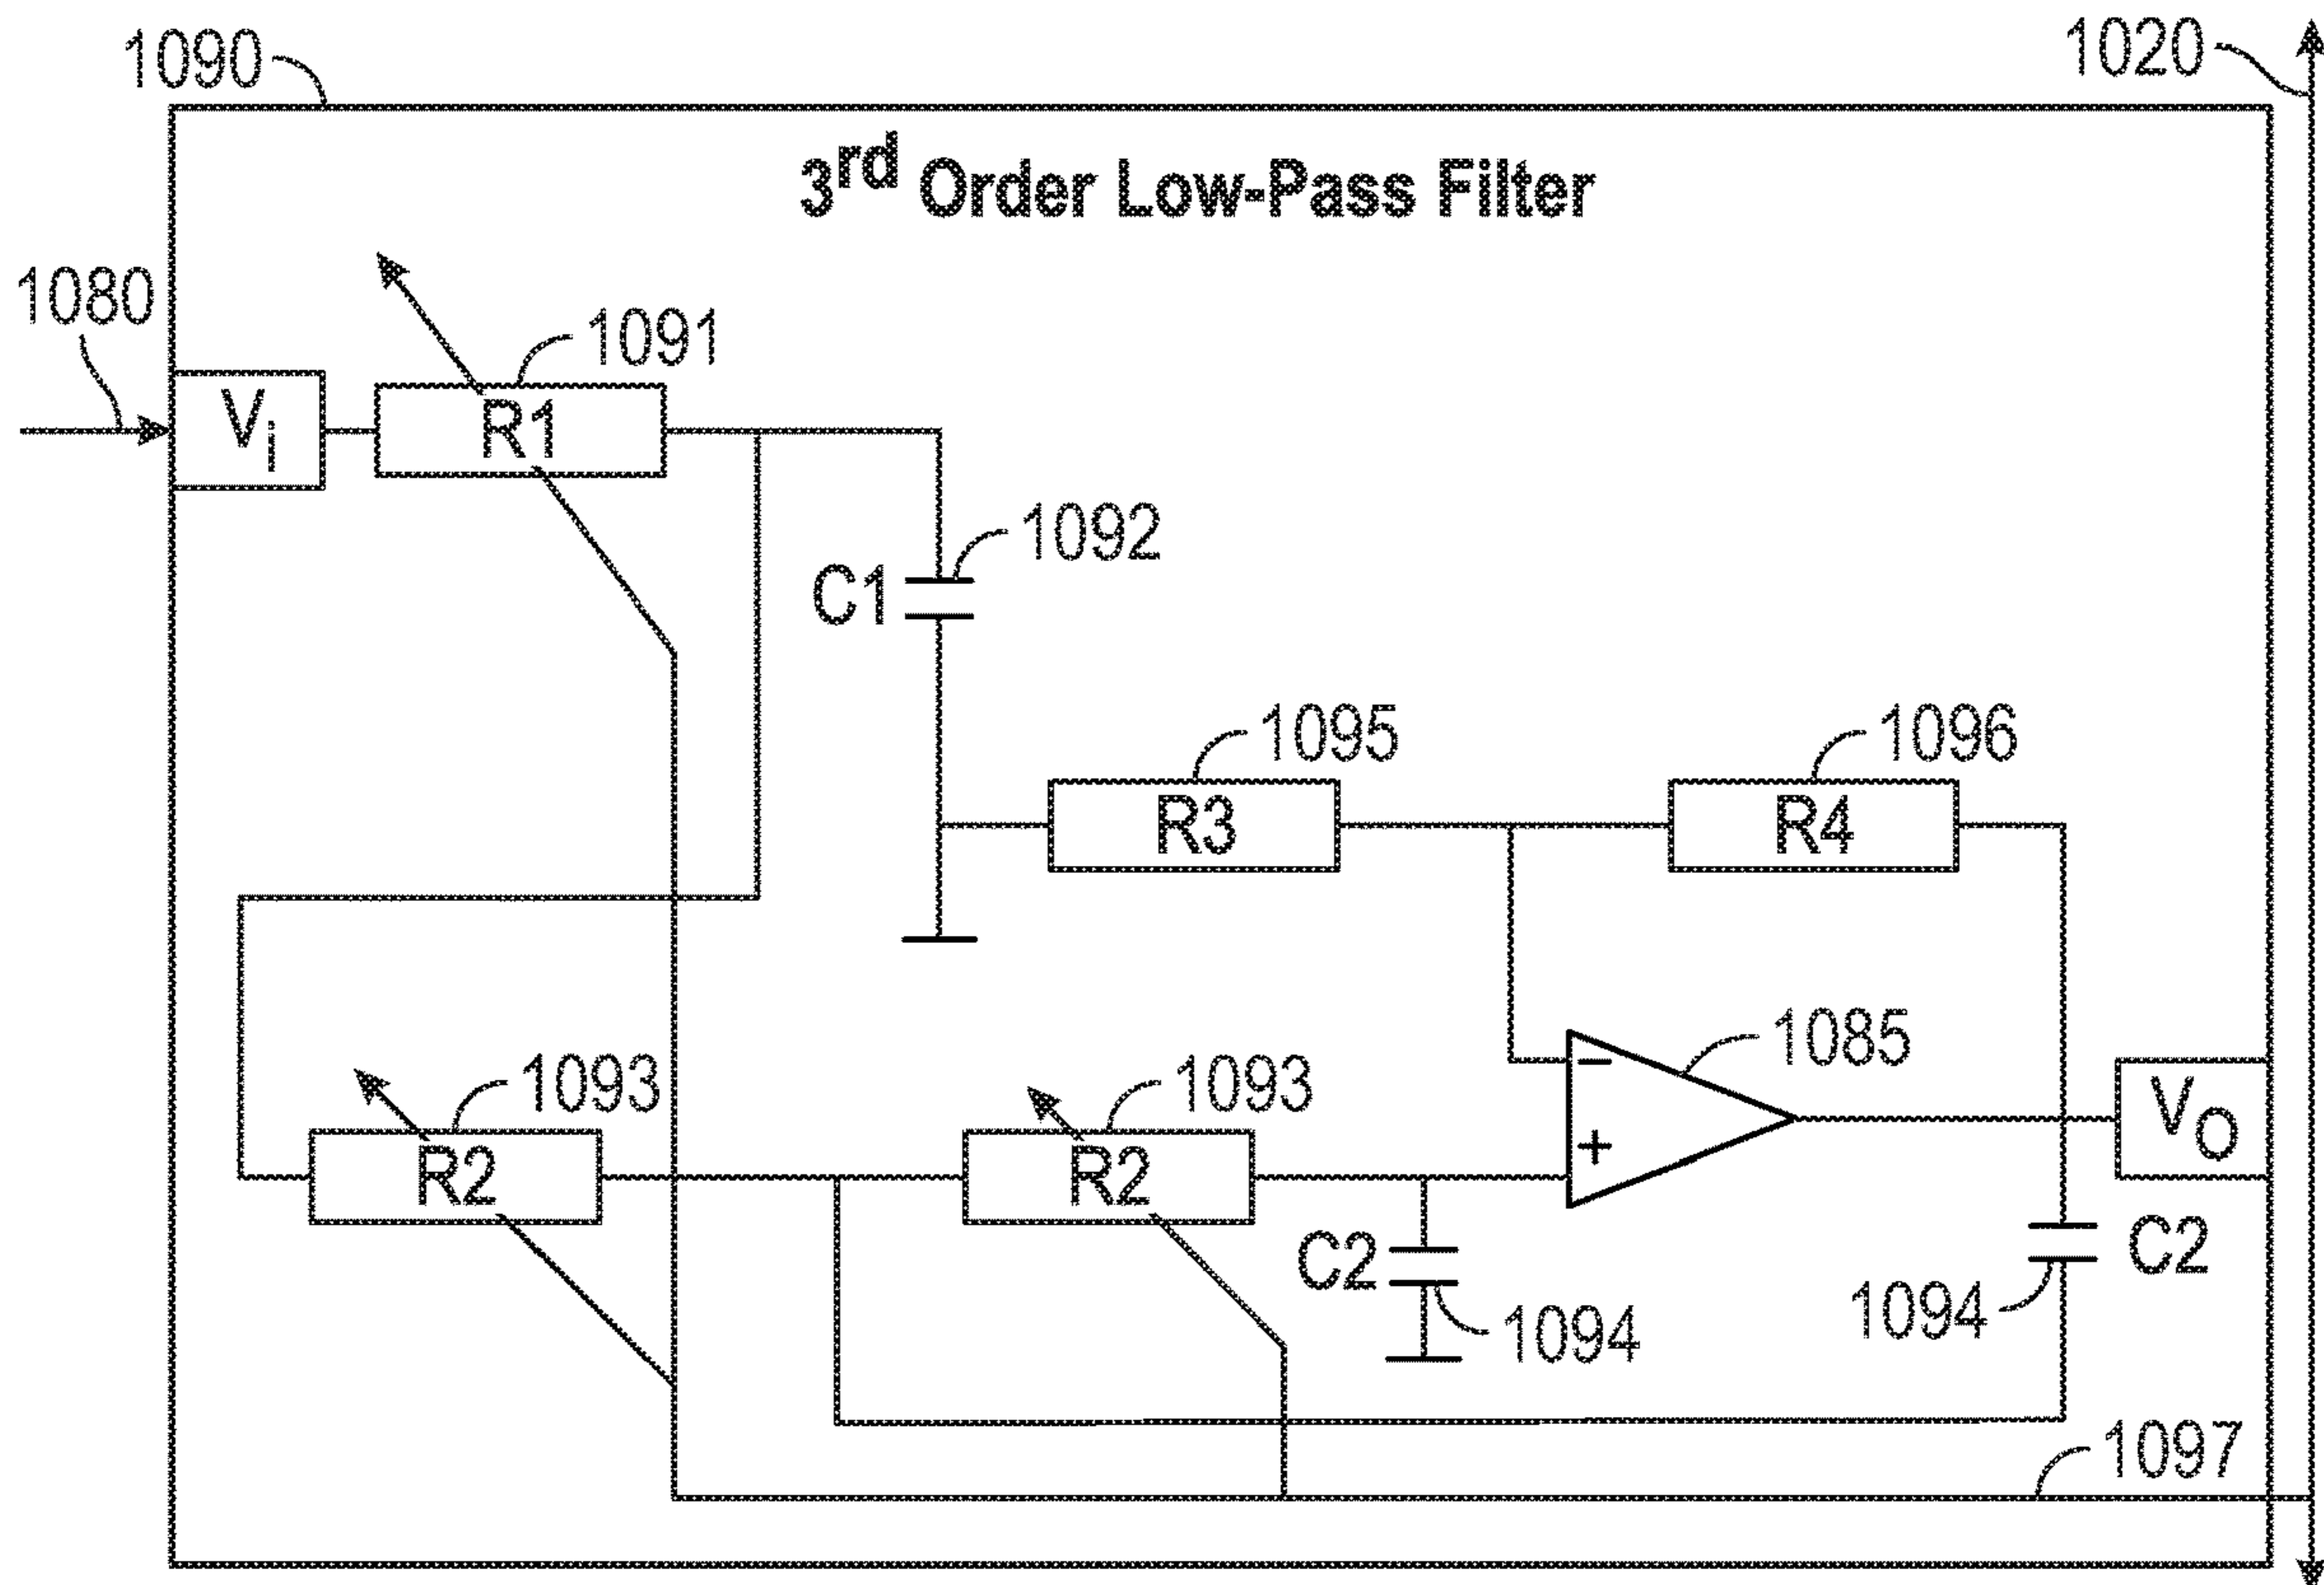 1090
1020
3rd Order Low-Pass Filter
1080
Vi
R1
1091
C1
1092
R3
1095
R4
1096
R2
1093
R2
1093
−
+
1085
VO
C2
1094
C2
1094
1097